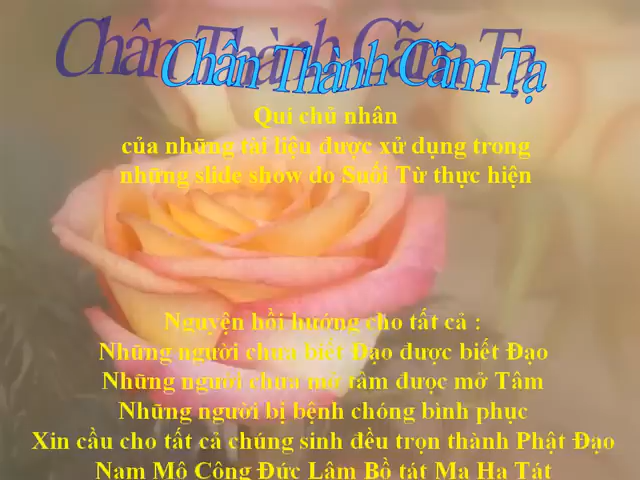 Chân Thành Cãm Tạ
Quí chủ nhân
của những tài liệu được xử dụng trong
những slide show do Suối Từ thực hiện
Nguyện hồi hướng cho tất cả :
Những người chưa biết Đạo được biết Đạo
Những người chưa mở tâm được mở Tâm
Những người bị bệnh chóng bình phục
Xin cầu cho tất cả chúng sinh đều trọn thành Phật Đạo
Nam Mô Công Đức Lâm Bồ tát Ma Ha Tát